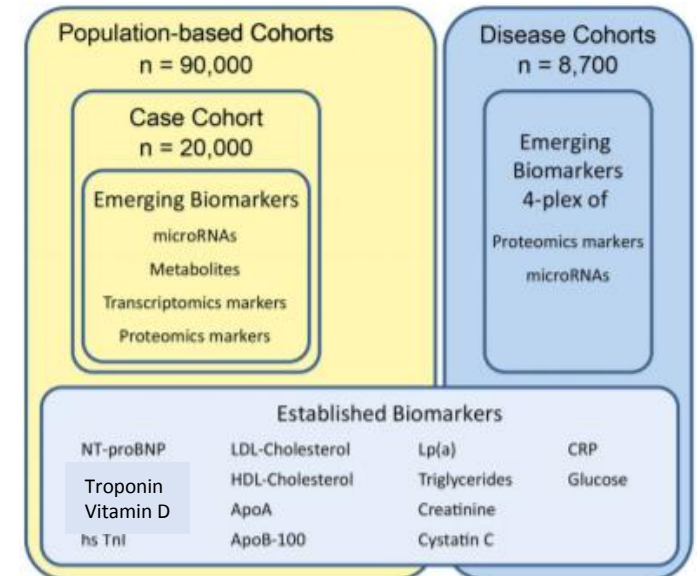 Population-based Cohorts
n = 90,000
Case Cohort
n = 20,000
Emerging Biomarkers
microRNAs
Metabolites
Transcriptomics markers
Proteomics markers
Disease Cohorts
n = 8,700
Emerging
Biomarkers
4-plex of
Proteomics markers
microRNAs
Established Biomarkers
NT-proBNP
Troponin
Vitamin D
hs TnI
LDL-Cholesterol
HDL-Cholesterol
ApoA
ApoB-100
Lp(a)
Triglycerides
Creatinine
Cystatin C
CRP
Glucose